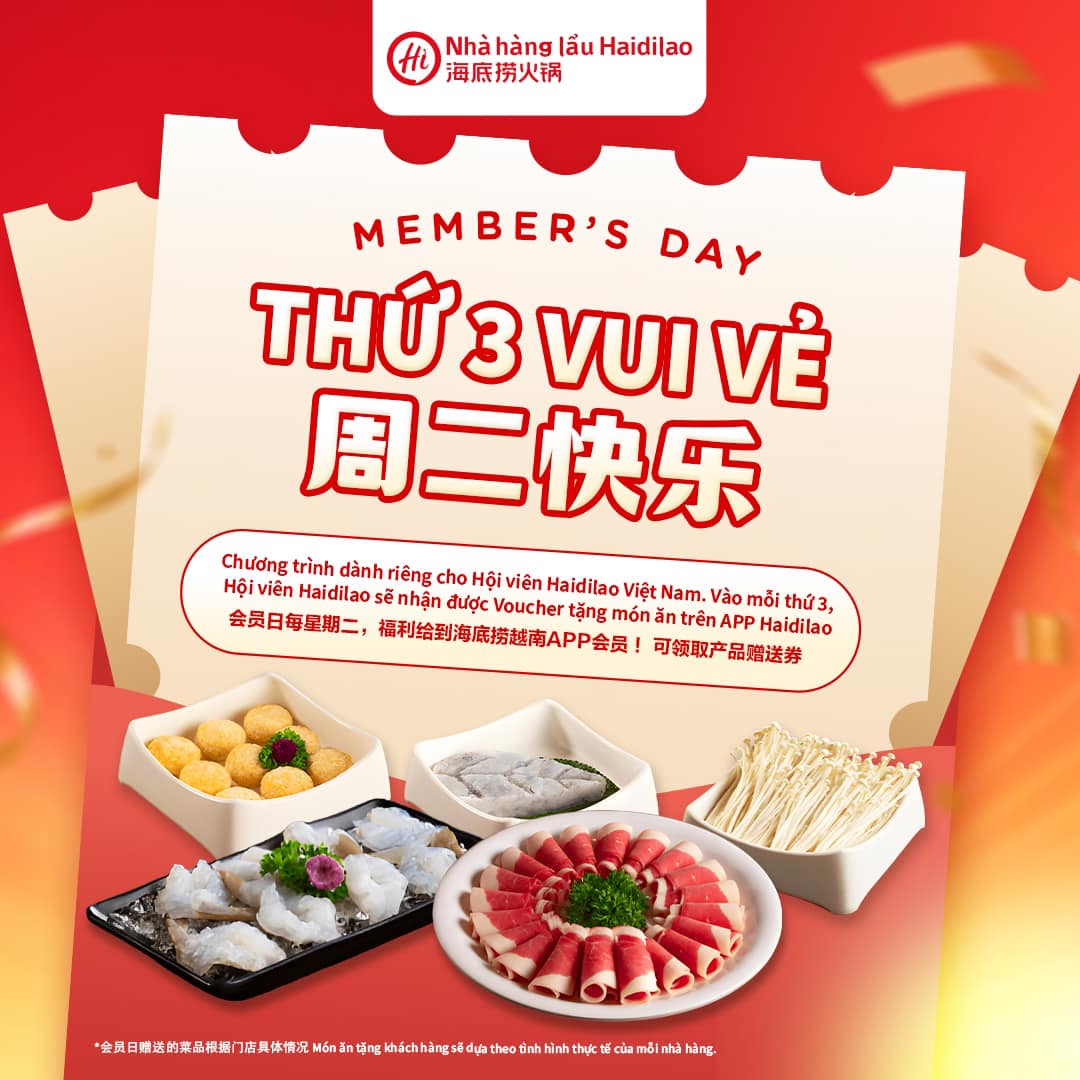 Hi
Nhà hàng lẩu Haidilao
海底捞火锅
MEMBER'S DAY
THỨ 3 VUI VẺ
周二快乐
Chương trình dành riêng cho Hội viên Haidilao Việt Nam. Vào mỗi thứ 3,
Hội viên Haidilao sẽ nhận được Voucher tặng món ăn trên APP Haidilao
会员日每星期二，福利给到海底捞越南APP会员！ 可领取产品赠送券
*会员日赠送的菜品根据门店具体情况 Món ăn tặng khách hàng sẽ dựa theo tình hình thực tế của mỗi nhà hàng.